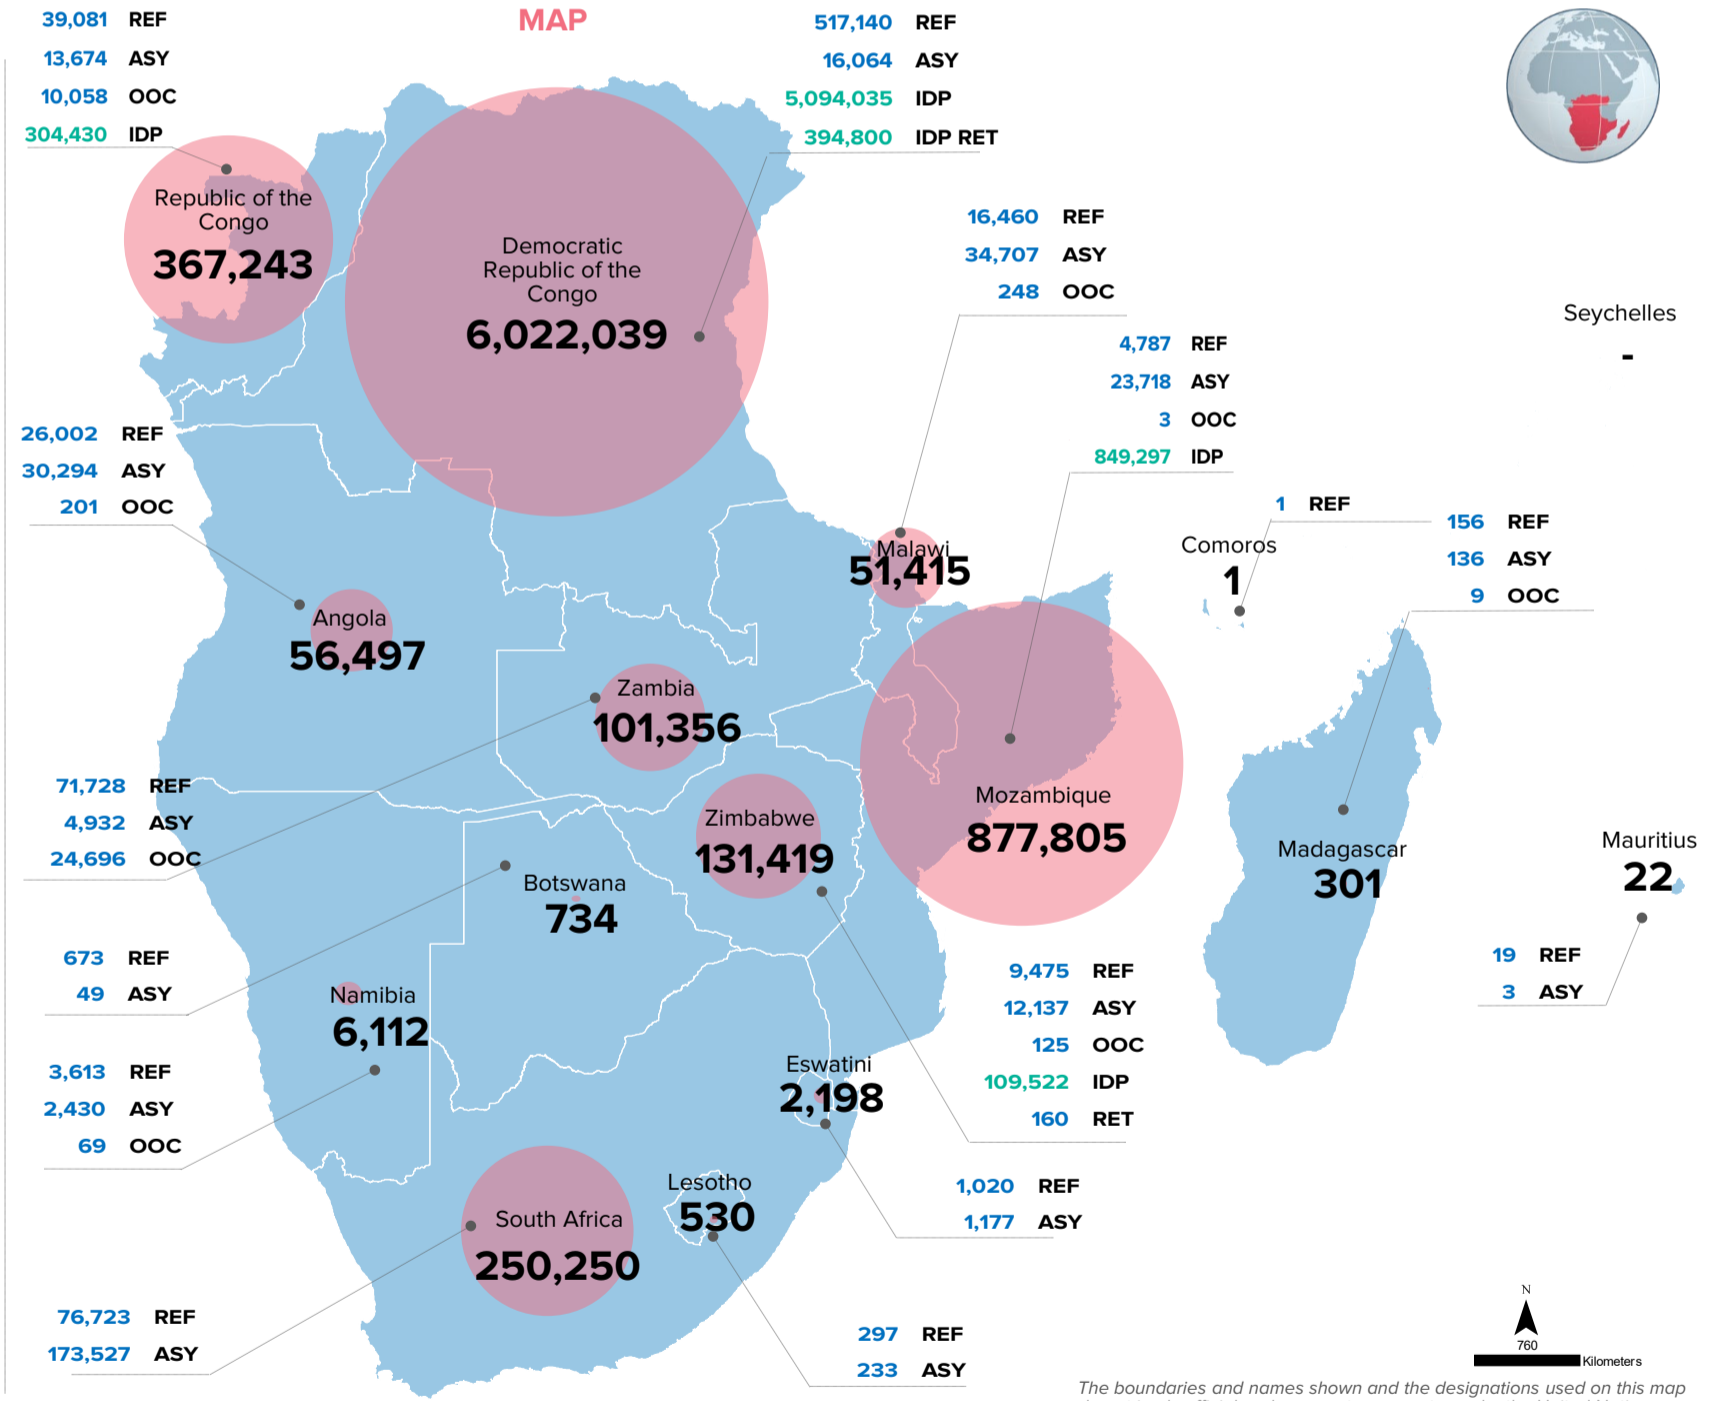 MAP
39,081 REF
13,674 ASY
10,058 OOC
304,430 IDP
Republic of the
Congo
367,243
517,140 REF
16,064 ASY
5,094,035 IDP
394,800 IDP RET
Democratic
Republic of the
Congo
6,022,039
16,460 REF
34,707 ASY
248 OOC
Malawi
51,415
Seychelles
-
4,787 REF
23,718 ASY
3 OOC
849,297 IDP
Mozambique
877,805
1 REF
Comoros
1
156 REF
136 ASY
9 OOC
Madagascar
301
26,002 REF
30,294 ASY
201 OOC
Angola
56,497
Zambia
101,356
71,728 REF
4,932 ASY
24,696 OOC
Zimbabwe
131,419
Mauritius
22
19 REF
3 ASY
Botswana
734
673 REF
49 ASY
9,475 REF
12,137 ASY
125 OOC
109,522 IDP
160 RET
Namibia
6,112
3,613 REF
2,430 ASY
69 OOC
Eswatini
2,198
1,020 REF
1,177 ASY
Lesotho
530
297 REF
233 ASY
South Africa
250,250
76,723 REF
173,527 ASY
N
760
Kilometers
The boundaries and names shown and the designations used on this map